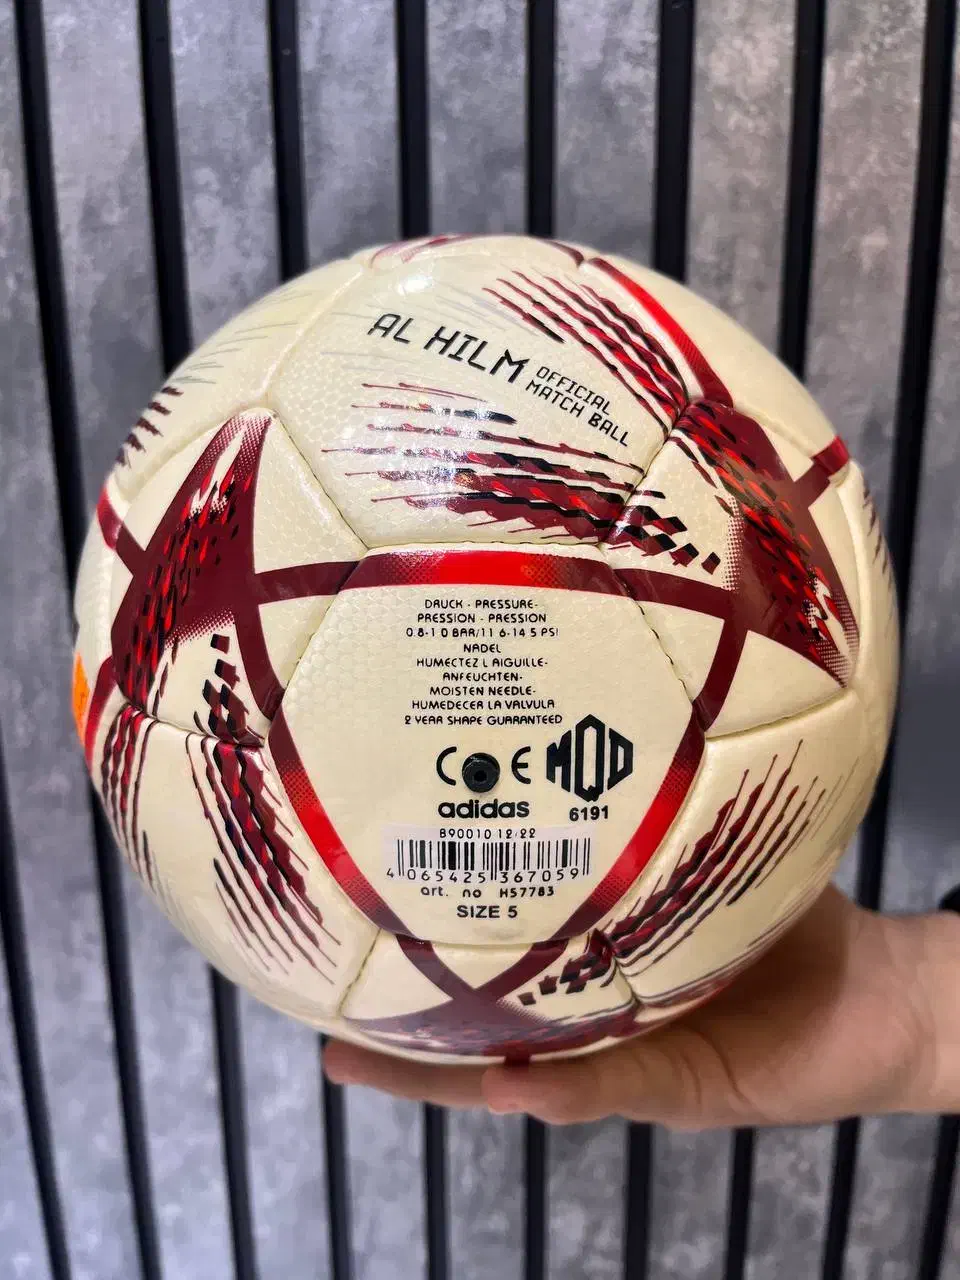 AL HILM
OFFICIAL
MATCH BALL
DRUCK - PRESSURE-
PRESSION - PRESSION
0.8-1.0 BAR/11.6-14.5 PSI
NADEL
HUMECTEZ L AIGUILLE-
ANFEUCHTEN-
MOISTEN NEEDLE-
HUMEDECER LA VALVULA
2 YEAR SHAPE GUARANTEED
CE
MQD
adidas
6191
B90010 12/22
4 065425 367059
art. no H57783
SIZE 5